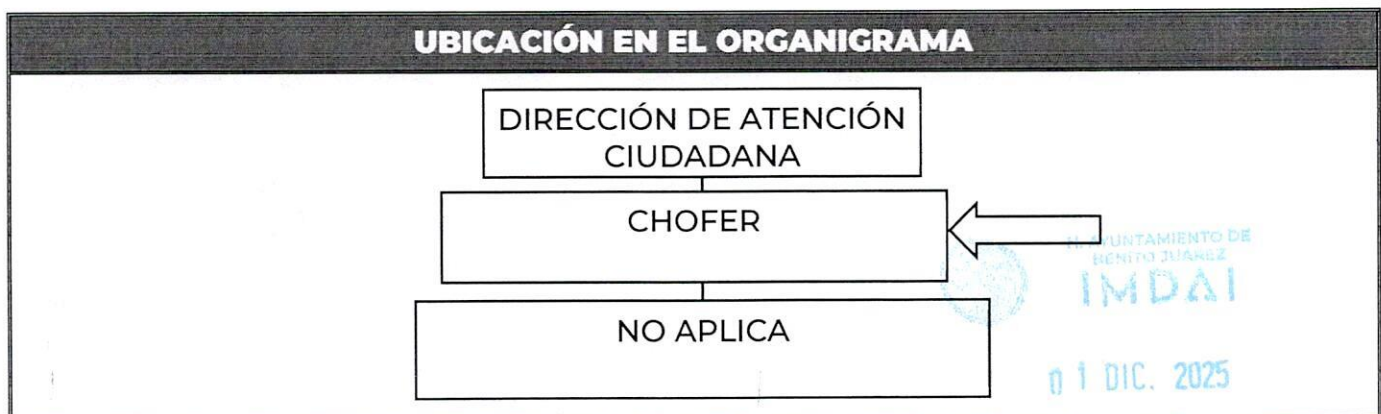 UBICACIÓN EN EL ORGANIGRAMA
DIRECCIÓN DE ATENCIÓN
CIUDADANA
CHOFER
H. AYUNTAMIENTO DE
BENITO JUÁREZ
IMDAI
NO APLICA
01 DIC. 2025